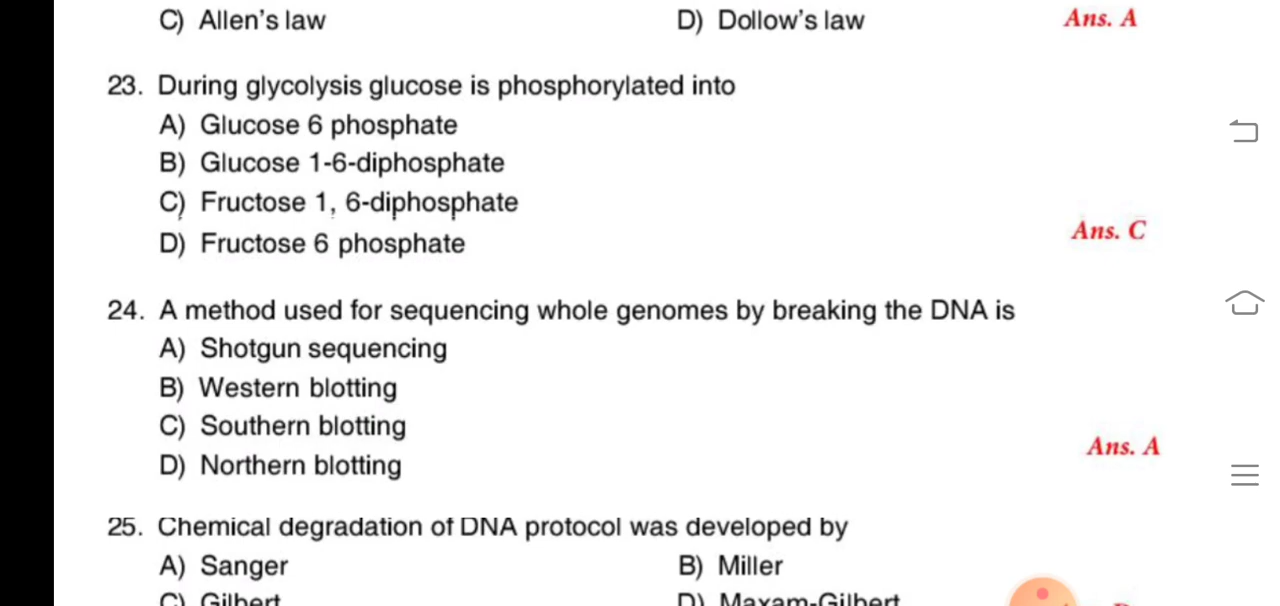 C) Allen's law D) Dollow's law Ans. A
23. During glycolysis glucose is phosphorylated into
A) Glucose 6 phosphate
B) Glucose 1-6-diphosphate
C) Fructose 1, 6-diphosphate
Ans. C
D) Fructose 6 phosphate
24. A method used for sequencing whole genomes by breaking the DNA is
A) Shotgun sequencing
B) Western blotting
C) Southern blotting
Ans. A
D) Northern blotting
25. Chemical degradation of DNA protocol was developed by
A) Sanger B) Miller
C) Gilbert D) Maxam-Gilbert